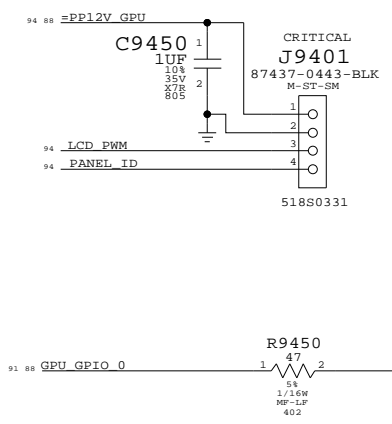 94 88 =PP12V_GPU
C9450
1
1UF
10%
35V
X7R
805
2
CRITICAL
J9401
87437-0443-BLK
M-ST-SM
1
2
3
4
94 LCD_PWM
94 PANEL_ID
518S0331
R9450
47
91 88 GPU_GPIO_0
1
2
5%
1/16W
MF-LF
402